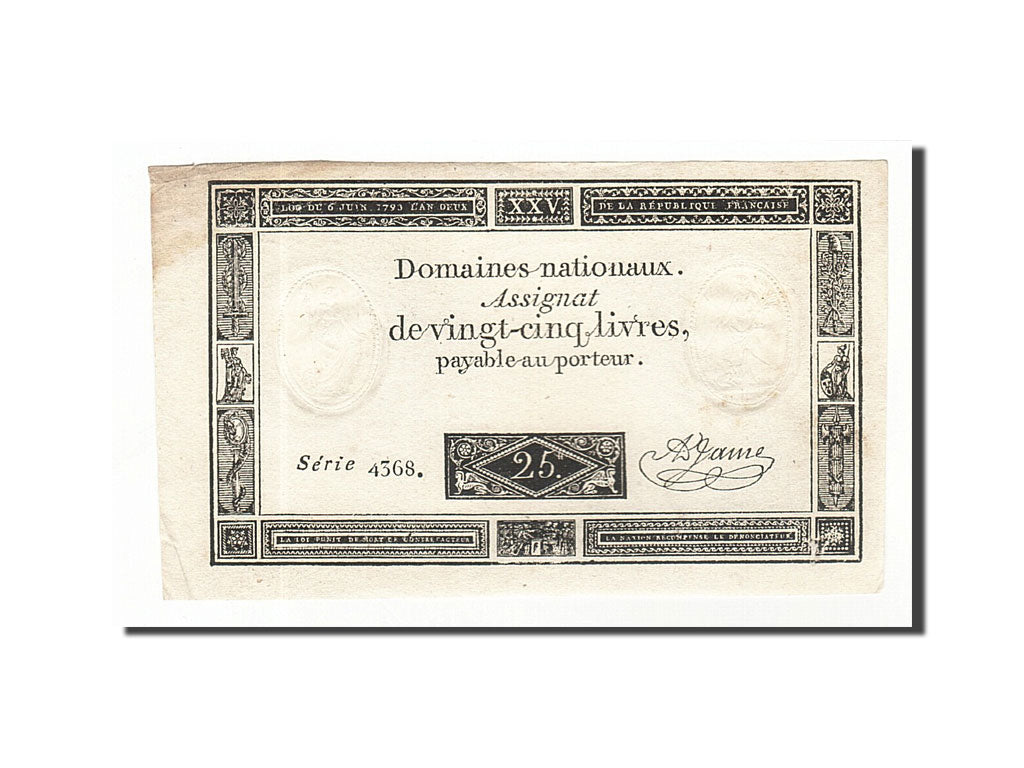 LOI DU 6 JUIN 1793 L'AN DEUX XXV DE LA RÉPUBLIQUE FRANÇAISE
Domaines nationaux.
Assignat
de vingt-cinq livres,
payable au porteur.
Série 4368. 25. A Jame
LA LOI PUNIT DE MORT LE CONTREFACTEUR LA NATION RÉCOMPENSE LE DÉNONCIATEUR